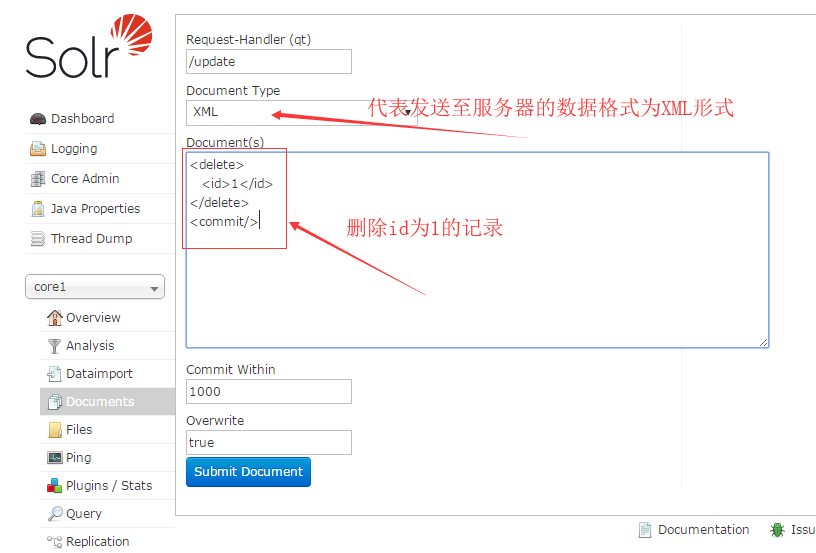 Solr
Dashboard
Logging
Core Admin
Java Properties
Thread Dump
core1
Overview
Analysis
Dataimport
Documents
Files
Ping
Plugins / Stats
Query
Replication
Request-Handler (qt)
/update
Document Type
XML
代表发送至服务器的数据格式为XML形式
Document(s)
<delete>
<id>1</id>
</delete>
<commit/>
删除id为1的记录
Commit Within
1000
Overwrite
true
Submit Document
Documentation
Issu